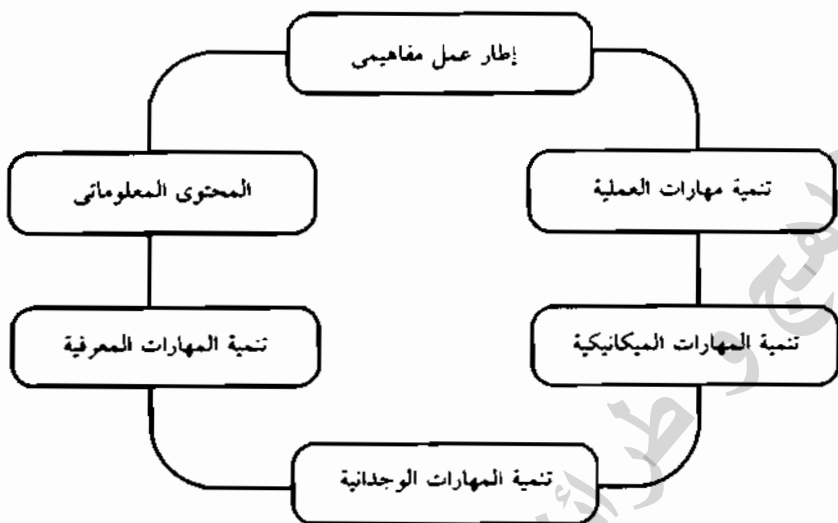 إطار عمل مفاهيمى
تنمية مهارات العملية
المحتوى المعلوماتى
تنمية المهارات الميكانيكية
تنمية المهارات المعرفية
تنمية المهارات الوجدانية